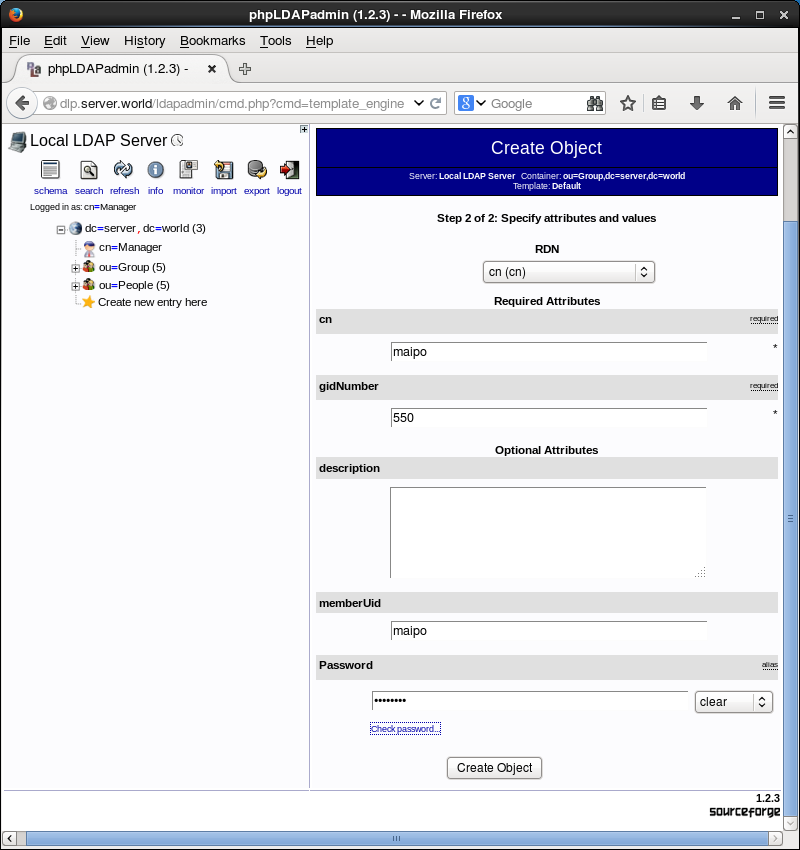 phpLDAPadmin (1.2.3) - - Mozilla Firefox
File Edit View History Bookmarks Tools Help
phpLDAPadmin (1.2.3) -
dlp.server.world/ldapadmin/cmd.php?cmd=template_engine
Google
Local LDAP Server
schema search refresh info monitor import export logout
Logged in as: cn=Manager
dc=server, dc=world (3)
cn=Manager
ou=Group (5)
ou=People (5)
Create new entry here
Create Object
Server: Local LDAP Server Container: ou=Group,dc=server,dc=world
Template: Default
Step 2 of 2: Specify attributes and values
RDN
cn (cn)
Required Attributes
cn required
maipo *
gidNumber required
550 *
Optional Attributes
description
memberUid
maipo
Password alias
•••••••• clear
Check password...
Create Object
1.2.3
sourceforge